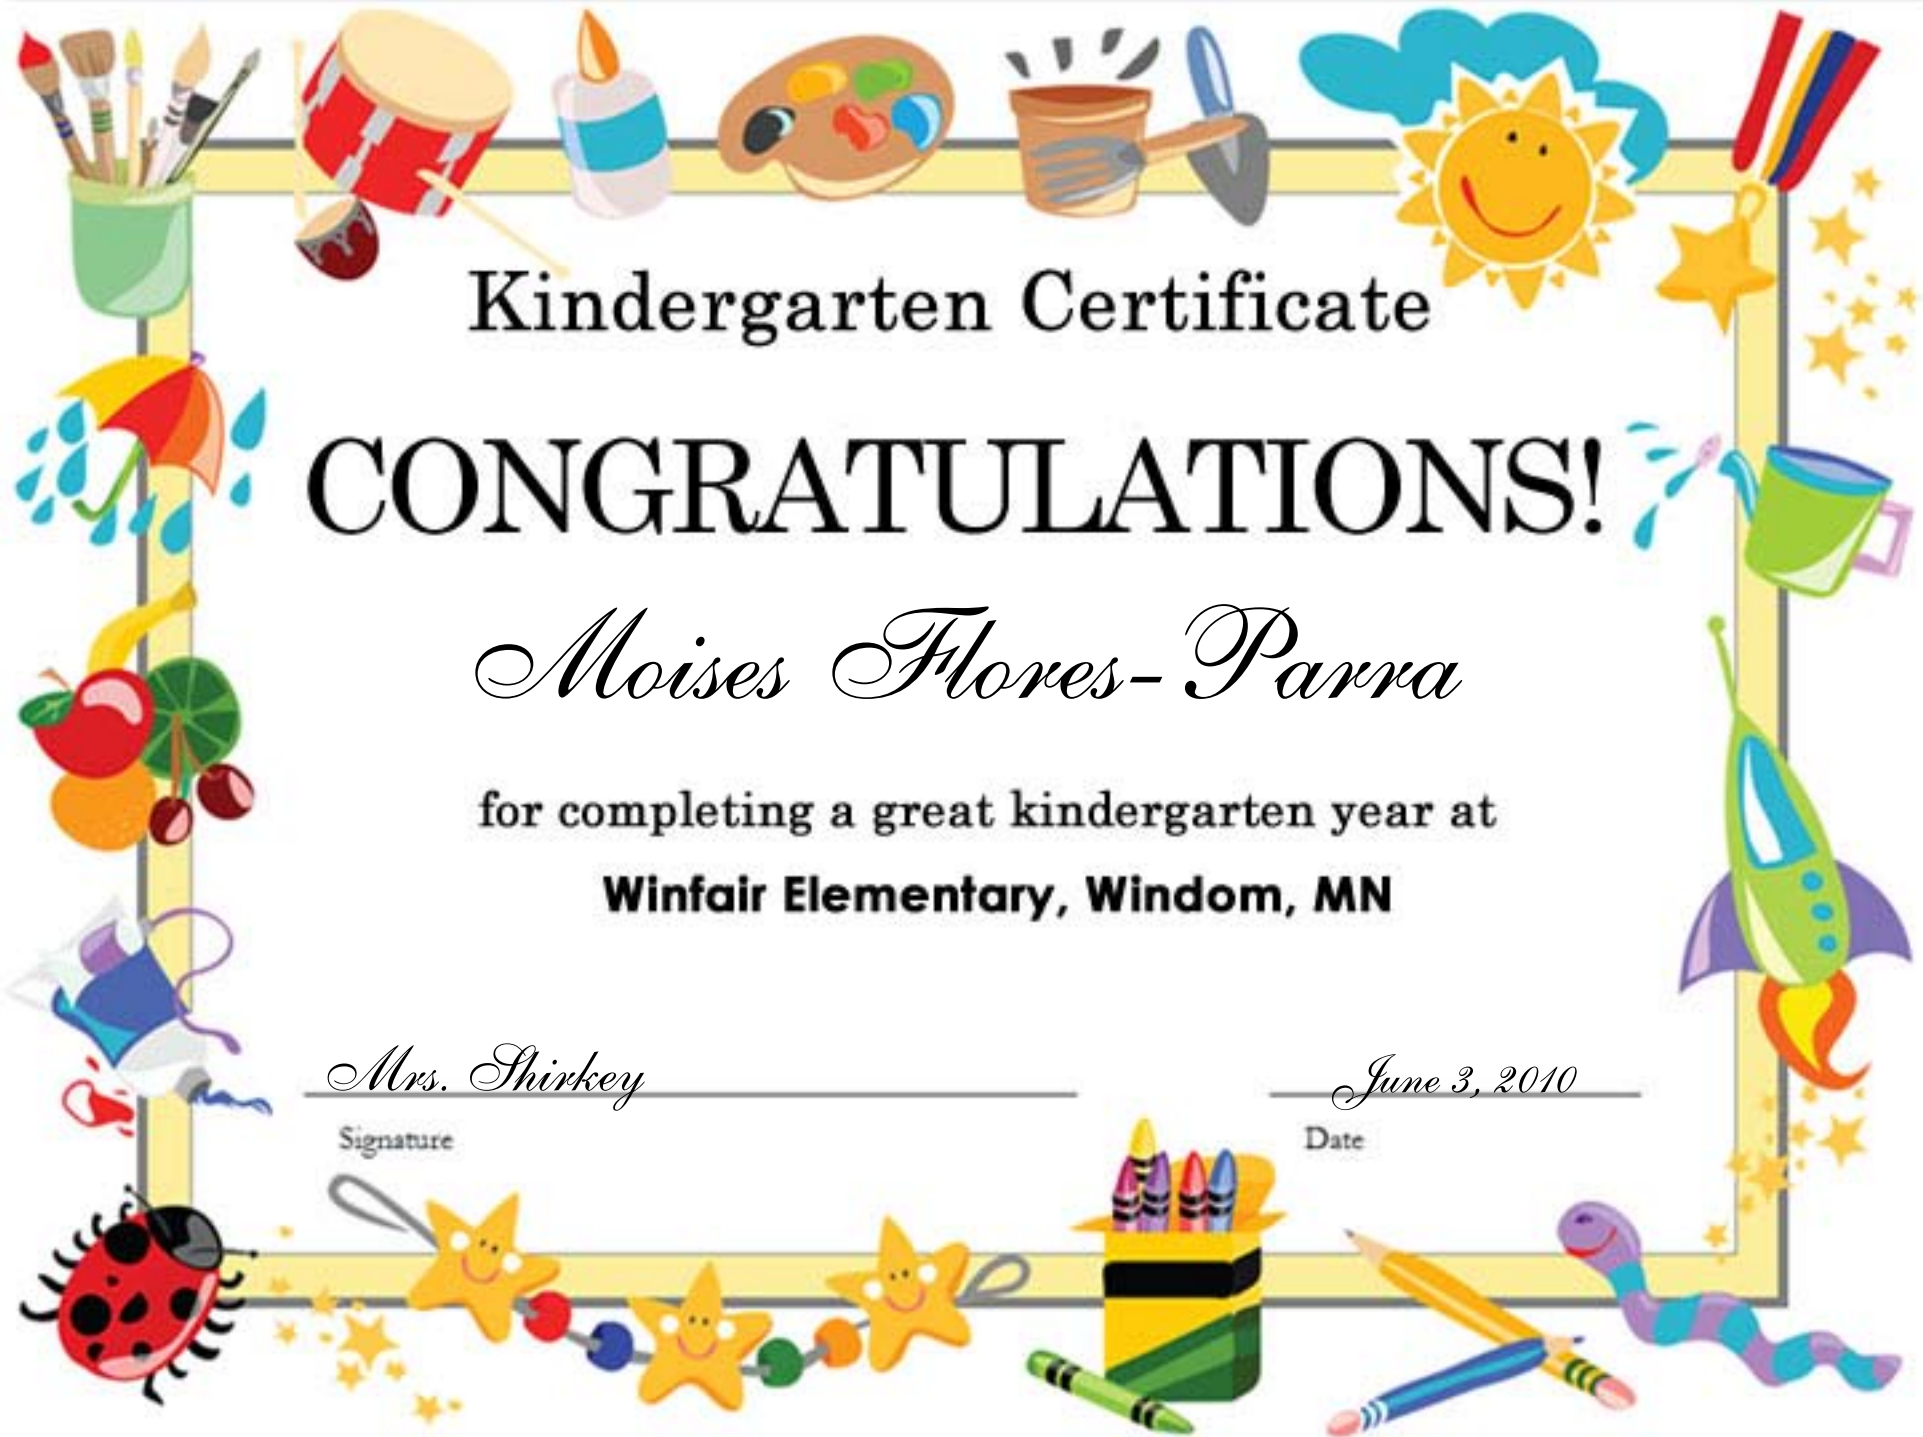 Kindergarten Certificate
CONGRATULATIONS!
Moises Flores-Parra
for completing a great kindergarten year at
Winfair Elementary, Windom, MN
Mrs. Shirkey
June 3, 2010
Signature
Date